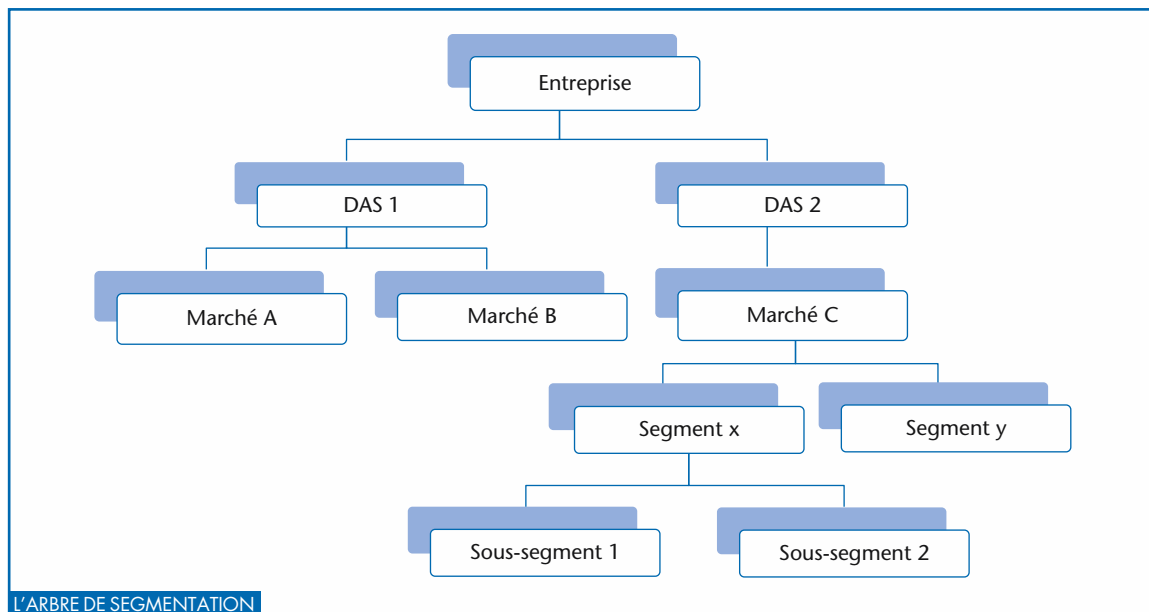 Entreprise
DAS 1
DAS 2
Marché A
Marché B
Marché C
Segment x
Segment y
Sous-segment 1
Sous-segment 2
L'ARBRE DE SEGMENTATION